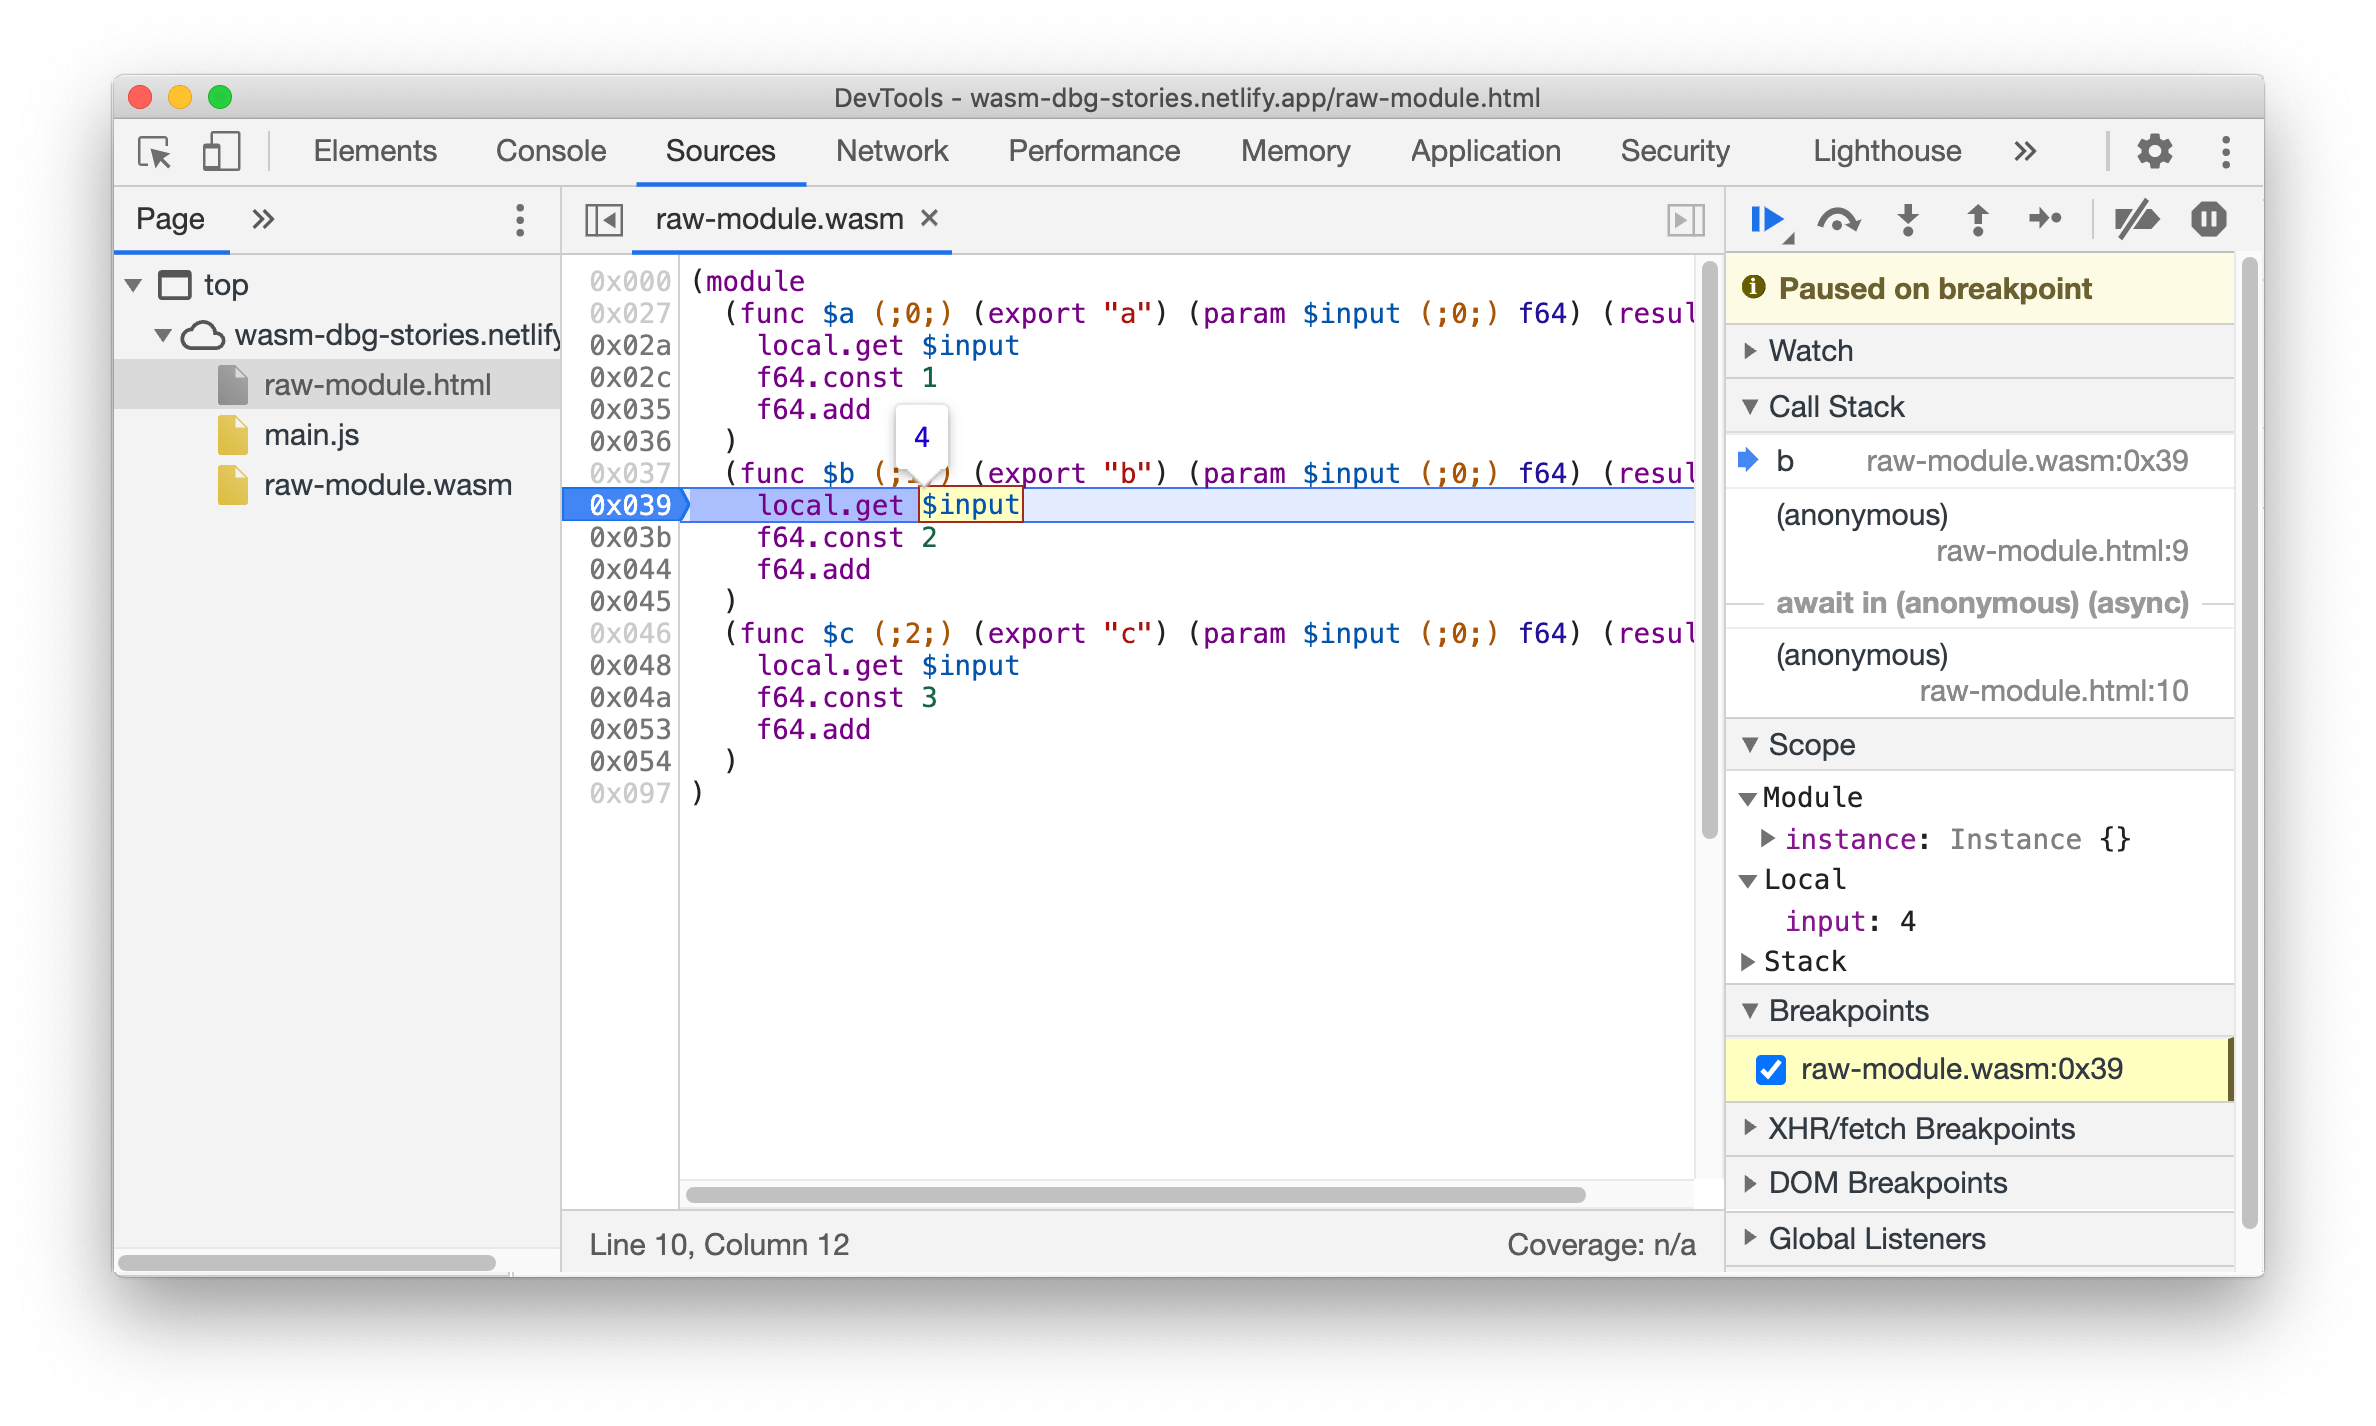 DevTools - wasm-dbg-stories.netlify.app/raw-module.html
Elements Console Sources Network Performance Memory Application Security Lighthouse »
Page »
raw-module.wasm ×
top
wasm-dbg-stories.netlify
raw-module.html
main.js
raw-module.wasm
0x000 (module
0x027 (func $a (;0;) (export "a") (param $input (;0;) f64) (resul
0x02a local.get $input
0x02c f64.const 1
0x035 f64.add
0x036 )
4
0x037 (func $b (;1;) (export "b") (param $input (;0;) f64) (resul
0x039 local.get $input
0x03b f64.const 2
0x044 f64.add
0x045 )
0x046 (func $c (;2;) (export "c") (param $input (;0;) f64) (resul
0x048 local.get $input
0x04a f64.const 3
0x053 f64.add
0x054 )
0x097 )
Line 10, Column 12
Coverage: n/a
Paused on breakpoint
Watch
Call Stack
b raw-module.wasm:0x39
(anonymous)
raw-module.html:9
await in (anonymous) (async)
(anonymous)
raw-module.html:10
Scope
Module
instance: Instance {}
Local
input: 4
Stack
Breakpoints
raw-module.wasm:0x39
XHR/fetch Breakpoints
DOM Breakpoints
Global Listeners